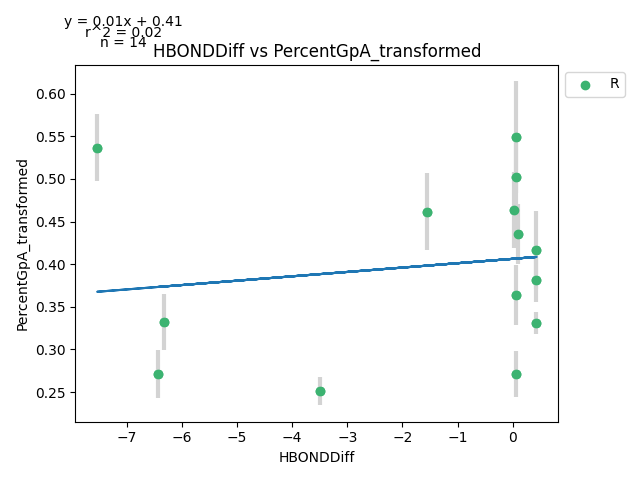 y = 0.01x + 0.41
r^2 = 0.02
n = 14
HBONDDiff vs PercentGpA_transformed
R
PercentGpA_transformed
0.60
0.55
0.50
0.45
0.40
0.35
0.30
0.25
−7 −6 −5 −4 −3 −2 −1 0
HBONDDiff